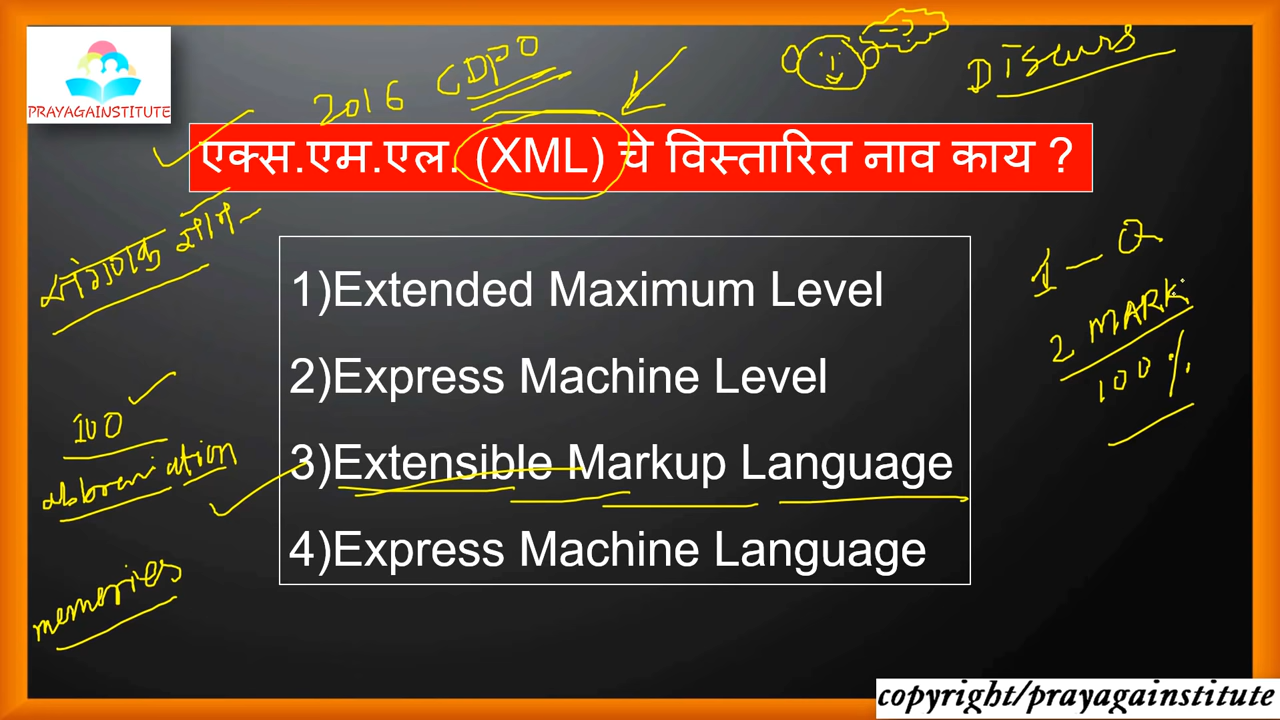 PRAYAGAINSTITUTE
2016 CDPO
Discurs
एक्स.एम.एल. (XML) चे विस्तारित नाव काय ?
1)Extended Maximum Level
2)Express Machine Level
3)Extensible Markup Language
4)Express Machine Language
1 - Q
2 MARK
100 %
100
abbreviation
memories
copyright/prayagainstitute